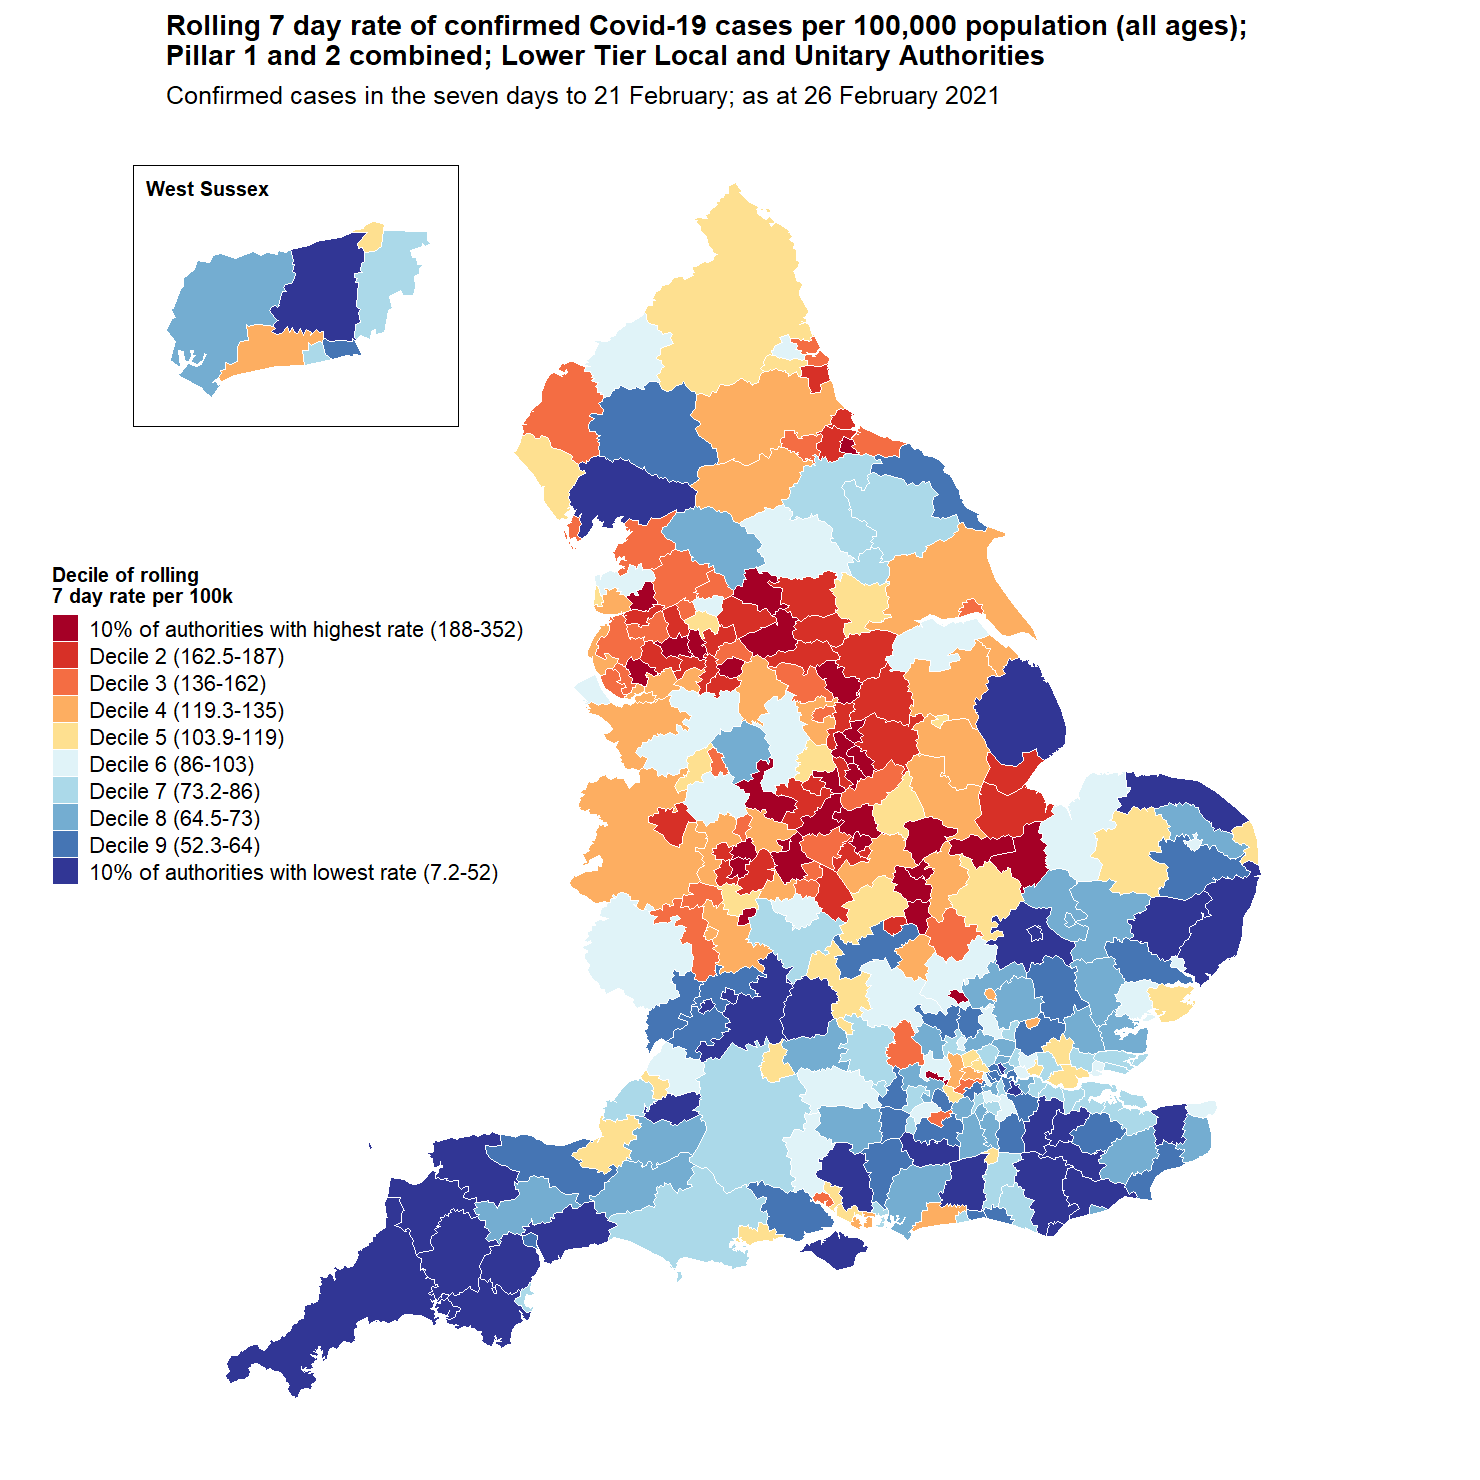 Rolling 7 day rate of confirmed Covid-19 cases per 100,000 population (all ages);
Pillar 1 and 2 combined; Lower Tier Local and Unitary Authorities
Confirmed cases in the seven days to 21 February; as at 26 February 2021
West Sussex
Decile of rolling
7 day rate per 100k
10% of authorities with highest rate (188-352)
Decile 2 (162.5-187)
Decile 3 (136-162)
Decile 4 (119.3-135)
Decile 5 (103.9-119)
Decile 6 (86-103)
Decile 7 (73.2-86)
Decile 8 (64.5-73)
Decile 9 (52.3-64)
10% of authorities with lowest rate (7.2-52)